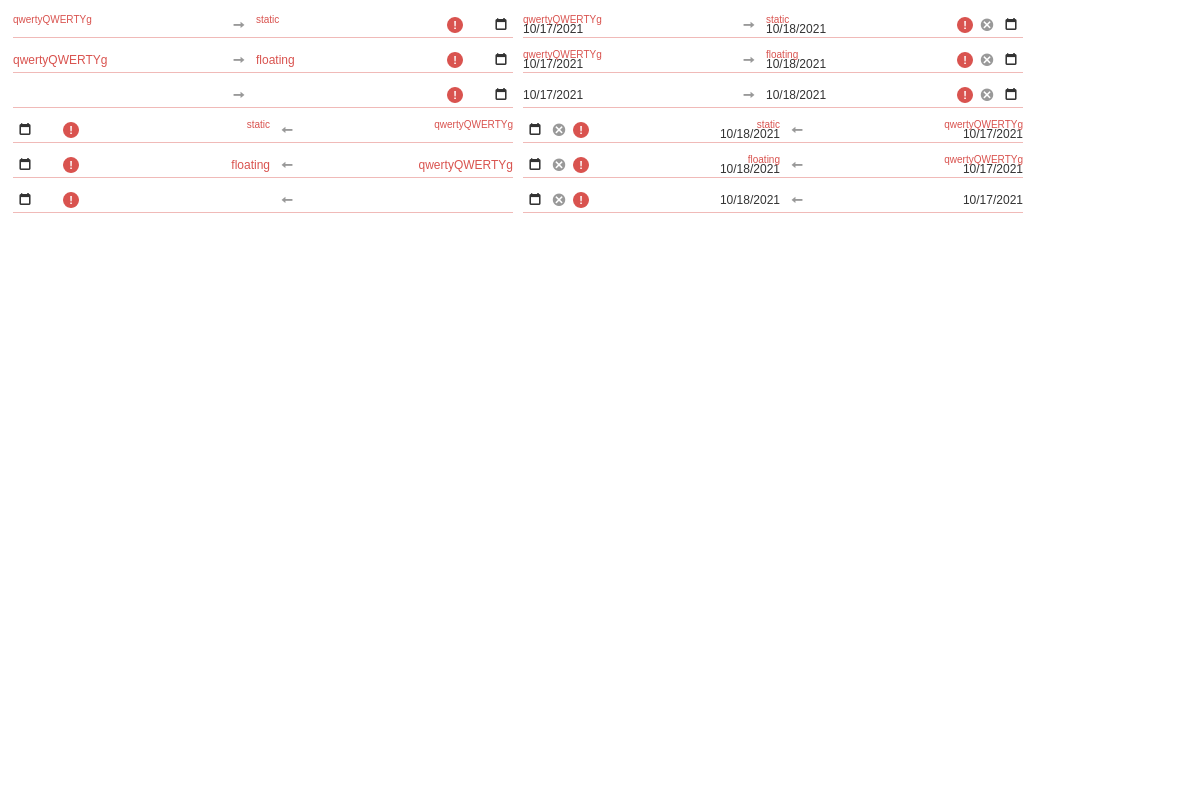 qwertyQWERTYg static qwertyQWERTYg static
10/17/2021 10/18/2021
qwertyQWERTYg floating qwertyQWERTYg floating
10/17/2021 10/18/2021
10/17/2021 10/18/2021
static qwertyQWERTYg static qwertyQWERTYg
10/18/2021 10/17/2021
floating qwertyQWERTYg floating qwertyQWERTYg
10/18/2021 10/17/2021
10/18/2021 10/17/2021